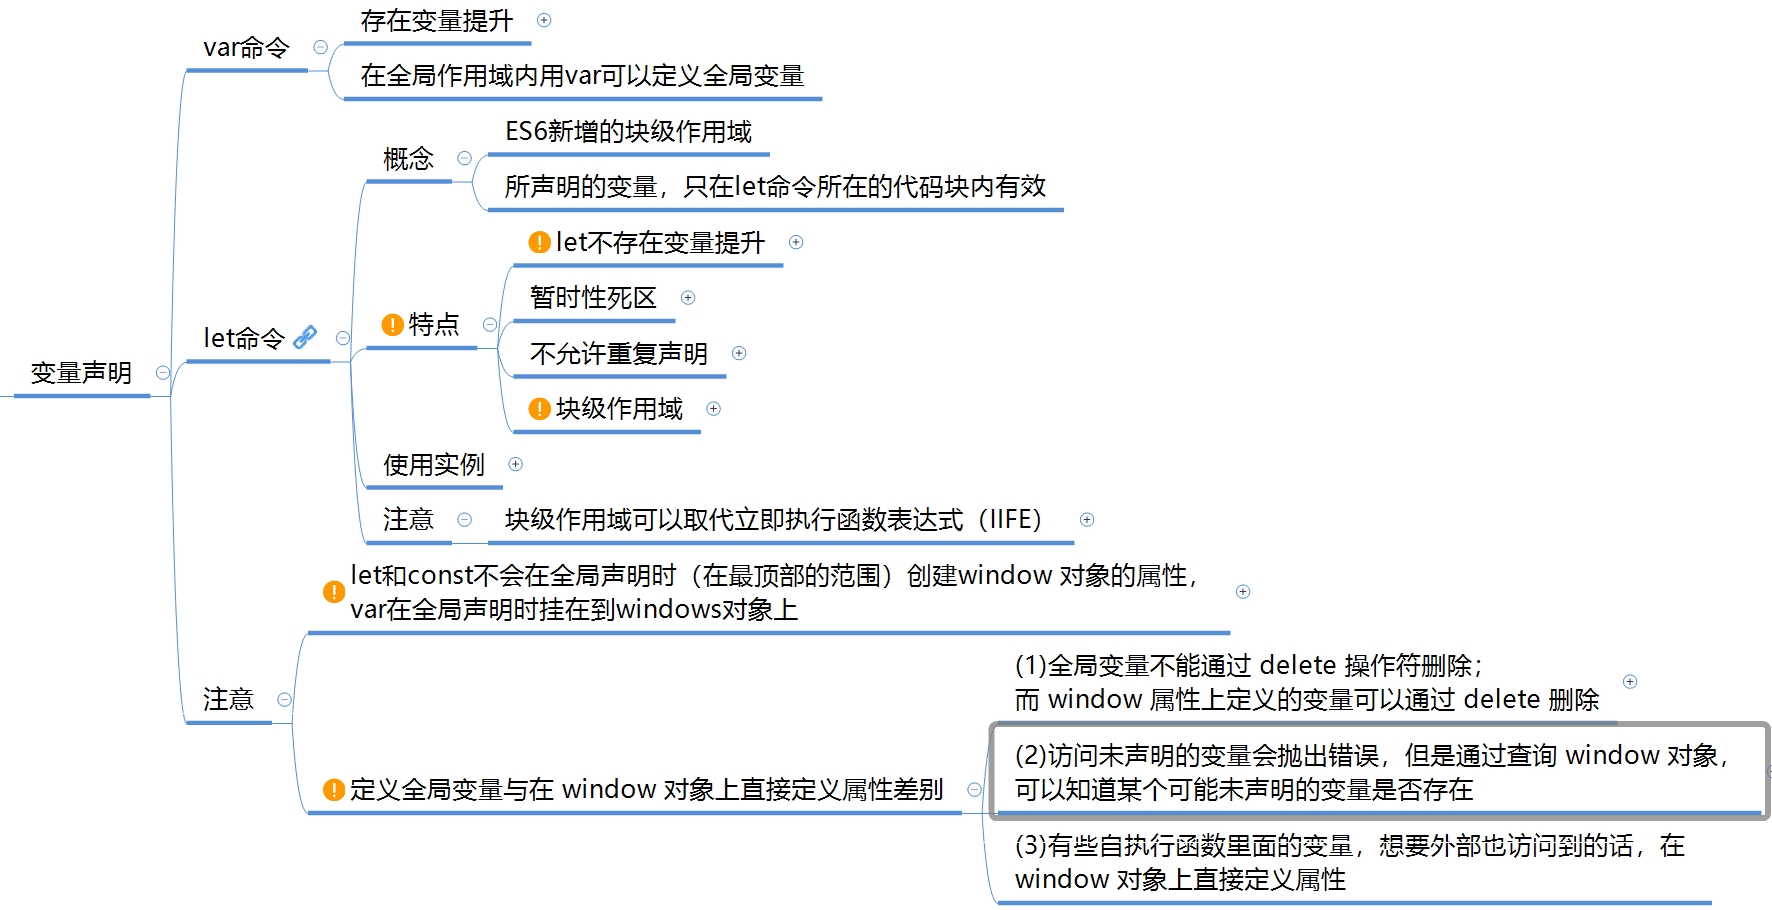 存在变量提升
var命令
在全局作用域内用var可以定义全局变量
ES6新增的块级作用域
概念
所声明的变量，只在let命令所在的代码块内有效
let不存在变量提升
暂时性死区
特点
let命令
不允许重复声明
变量声明
块级作用域
使用实例
注意
块级作用域可以取代立即执行函数表达式（IIFE）
let和const不会在全局声明时（在最顶部的范围）创建window 对象的属性，
var在全局声明时挂在到windows对象上
(1)全局变量不能通过 delete 操作符删除；
而 window 属性上定义的变量可以通过 delete 删除
注意
(2)访问未声明的变量会抛出错误，但是通过查询 window 对象，
可以知道某个可能未声明的变量是否存在
定义全局变量与在 window 对象上直接定义属性差别
(3)有些自执行函数里面的变量，想要外部也访问到的话，在
window 对象上直接定义属性